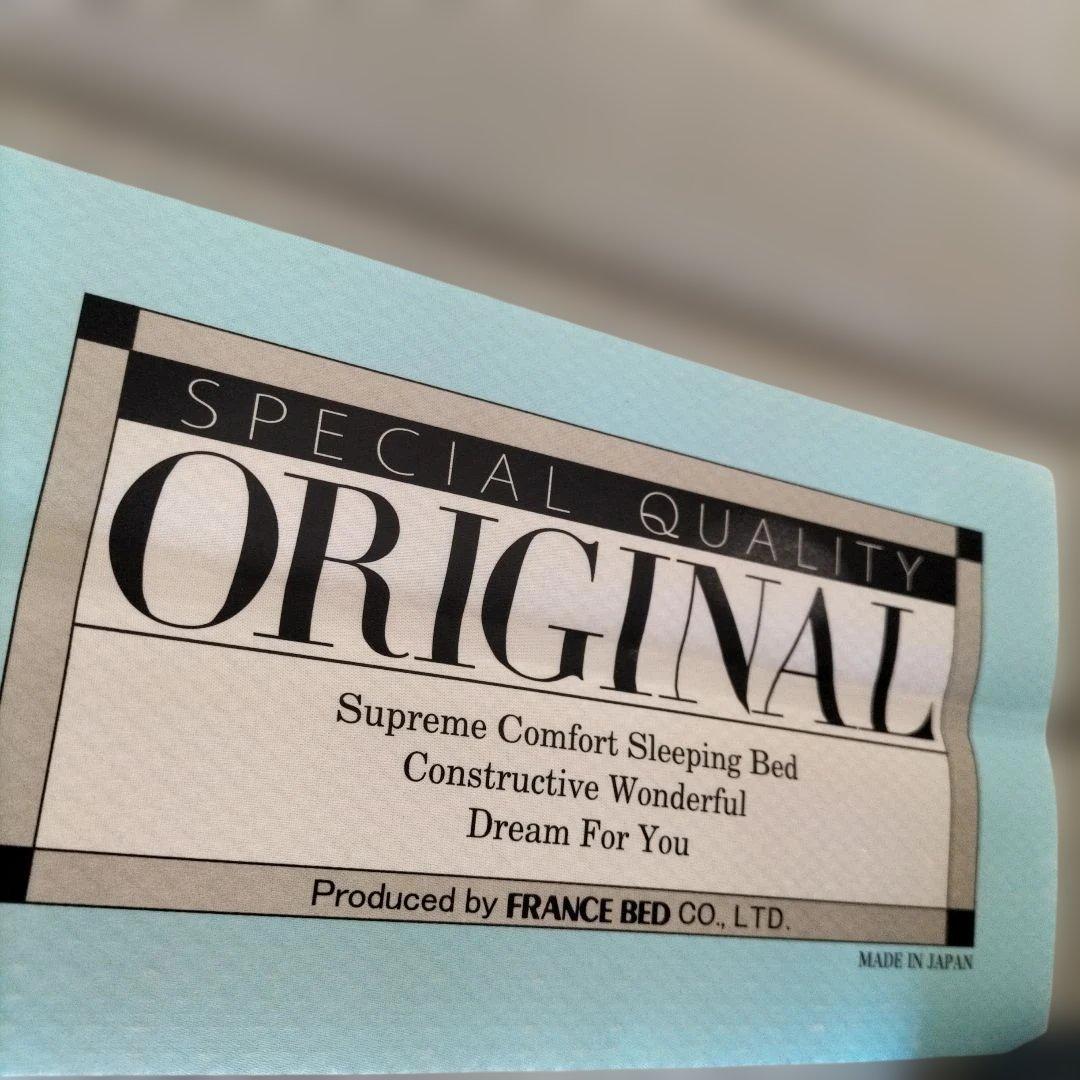 SPECIAL QUALITY
ORIGINAL
Supreme Comfort Sleeping Bed
Constructive Wonderful
Dream For You
Produced by FRANCE BED CO., LTD.
MADE IN JAPAN